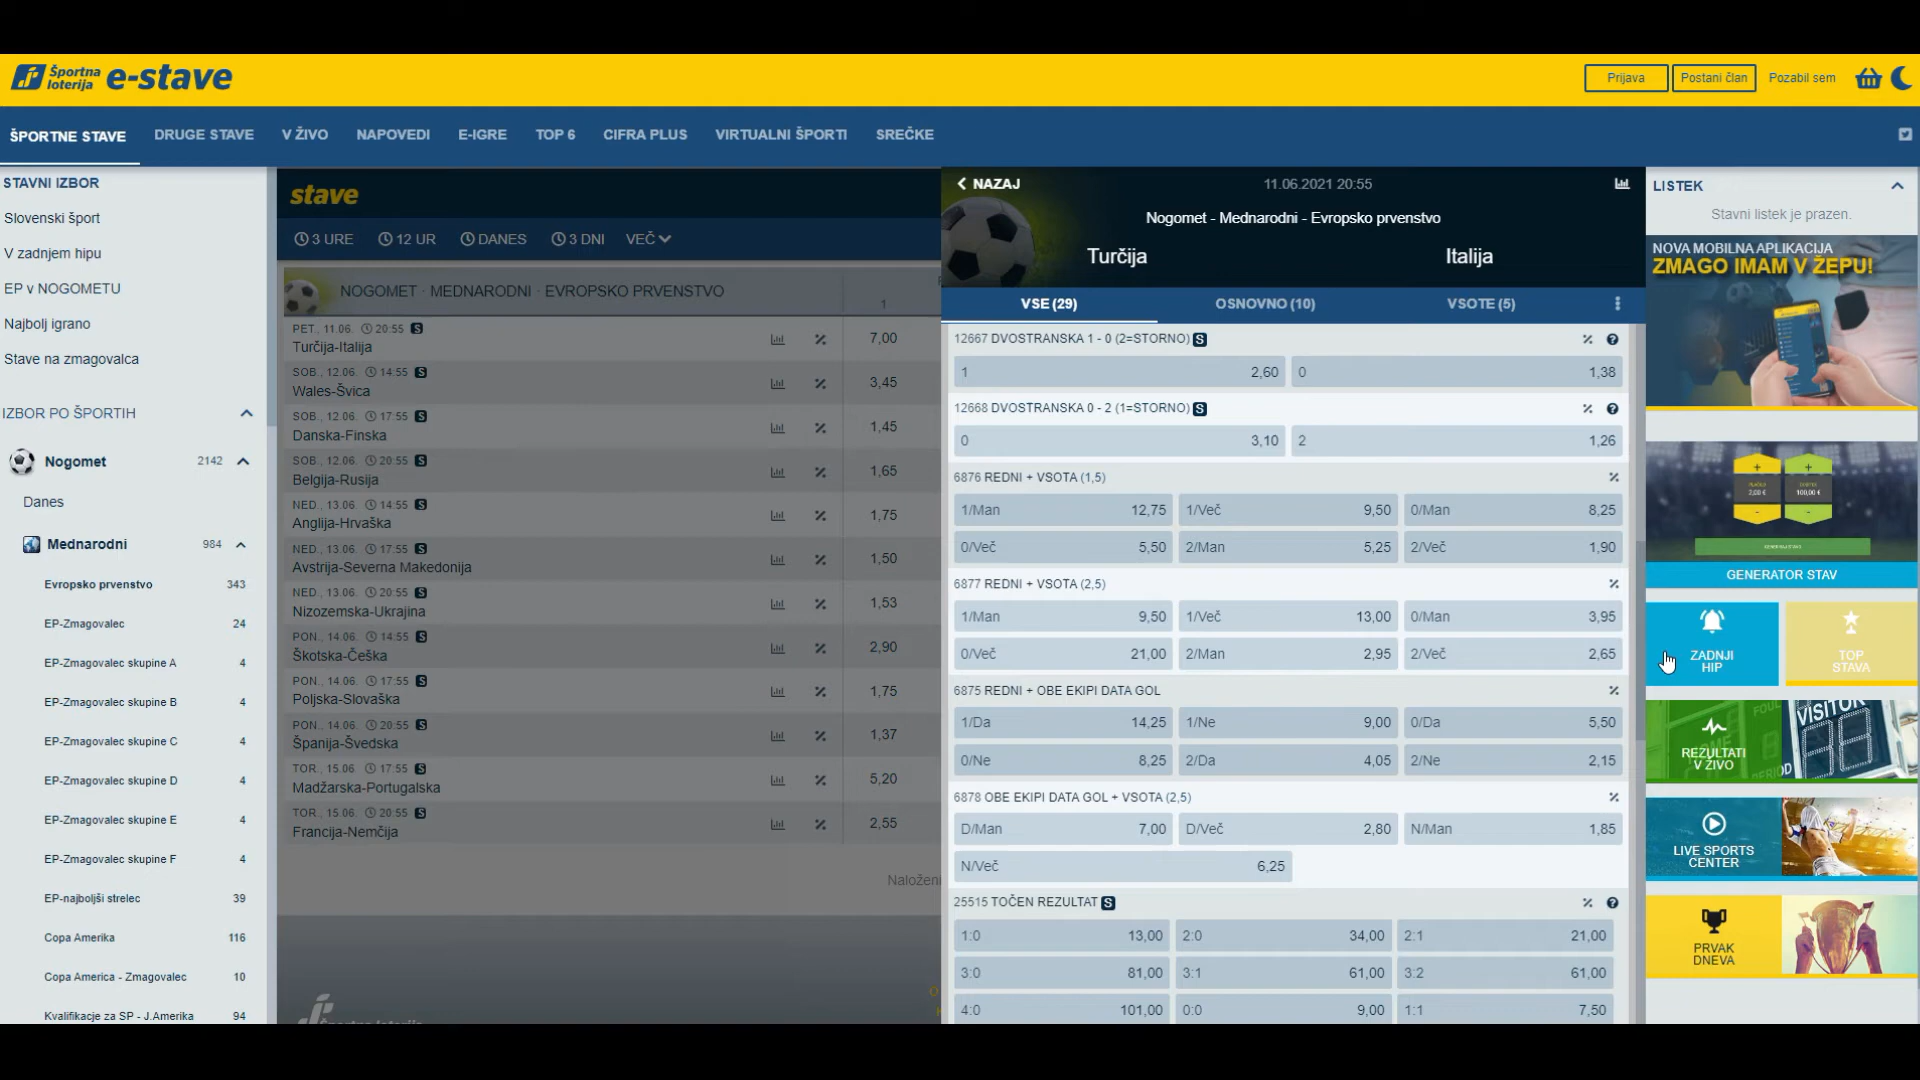 Športna loterija e-stave
Prijava
Postani član
Pozabil sem
ŠPORTNE STAVE
DRUGE STAVE
V ŽIVO
NAPOVEDI
E-IGRE
TOP 6
CIFRA PLUS
VIRTUALNI ŠPORTI
SREČKE
STAVNI IZBOR
Slovenski šport
V zadnjem hipu
EP v NOGOMETU
Najbolj igrano
Stave na zmagovalca
IZBOR PO ŠPORTIH
Nogomet 2142
Danes
Mednarodni 984
Evropsko prvenstvo 343
EP-Zmagovalec 24
EP-Zmagovalec skupine A 4
EP-Zmagovalec skupine B 4
EP-Zmagovalec skupine C 4
EP-Zmagovalec skupine D 4
EP-Zmagovalec skupine E 4
EP-Zmagovalec skupine F 4
EP-najboljši strelec 39
Copa Amerika 116
Copa America - Zmagovalec 10
Kvalifikacje za SP - J.Amerika 94
stave
3 URE 12 UR DANES 3 DNI VEČ
NOGOMET · MEDNARODNI · EVROPSKO PRVENSTVO 1
PET., 11.06. 20:55 S
Turčija-Italija 7,00
SOB., 12.06. 14:55 S
Wales-Švica 3,45
SOB., 12.06. 17:55 S
Danska-Finska 1,45
SOB., 12.06. 20:55 S
Belgija-Rusija 1,65
NED., 13.06. 14:55 S
Anglija-Hrvaška 1,75
NED., 13.06. 17:55 S
Avstrija-Severna Makedonija 1,50
NED., 13.06. 20:55 S
Nizozemska-Ukrajina 1,53
PON., 14.06. 14:55 S
Škotska-Češka 2,90
PON., 14.06. 17:55 S
Poljska-Slovaška 1,75
PON., 14.06. 20:55 S
Španija-Švedska 1,37
TOR., 15.06. 17:55 S
Madžarska-Portugalska 5,20
TOR., 15.06. 20:55 S
Francija-Nemčija 2,55
Naloženi
Športna loterija
NAZAJ
11.06.2021 20:55
Nogomet - Mednarodni - Evropsko prvenstvo
Turčija Italija
VSE (29) OSNOVNO (10) VSOTE (5)
12667 DVOSTRANSKA 1 - 0 (2=STORNO) S
1 2,60 0 1,38
12668 DVOSTRANSKA 0 - 2 (1=STORNO) S
0 3,10 2 1,26
6876 REDNI + VSOTA (1,5)
1/Man 12,75 1/Več 9,50 0/Man 8,25
0/Več 5,50 2/Man 5,25 2/Več 1,90
6877 REDNI + VSOTA (2,5)
1/Man 9,50 1/Več 13,00 0/Man 3,95
0/Več 21,00 2/Man 2,95 2/Več 2,65
6875 REDNI + OBE EKIPI DATA GOL
1/Da 14,25 1/Ne 9,00 0/Da 5,50
0/Ne 8,25 2/Da 4,05 2/Ne 2,15
6878 OBE EKIPI DATA GOL + VSOTA (2,5)
D/Man 7,00 D/Več 2,80 N/Man 1,85
N/Več 6,25
25515 TOČEN REZULTAT S
1:0 13,00 2:0 34,00 2:1 21,00
3:0 81,00 3:1 61,00 3:2 61,00
4:0 101,00 0:0 9,00 1:1 7,50
LISTEK
Stavni listek je prazen.
NOVA MOBILNA APLIKACIJA
ZMAGO IMAM V ŽEPU!
2,00 € 100,00 €
GENERATOR STAV
ZADNJI
HIP
TOP
STAVA
REZULTATI
V ŽIVO
VISITOR
LIVE SPORTS
CENTER
PRVAK
DNEVA